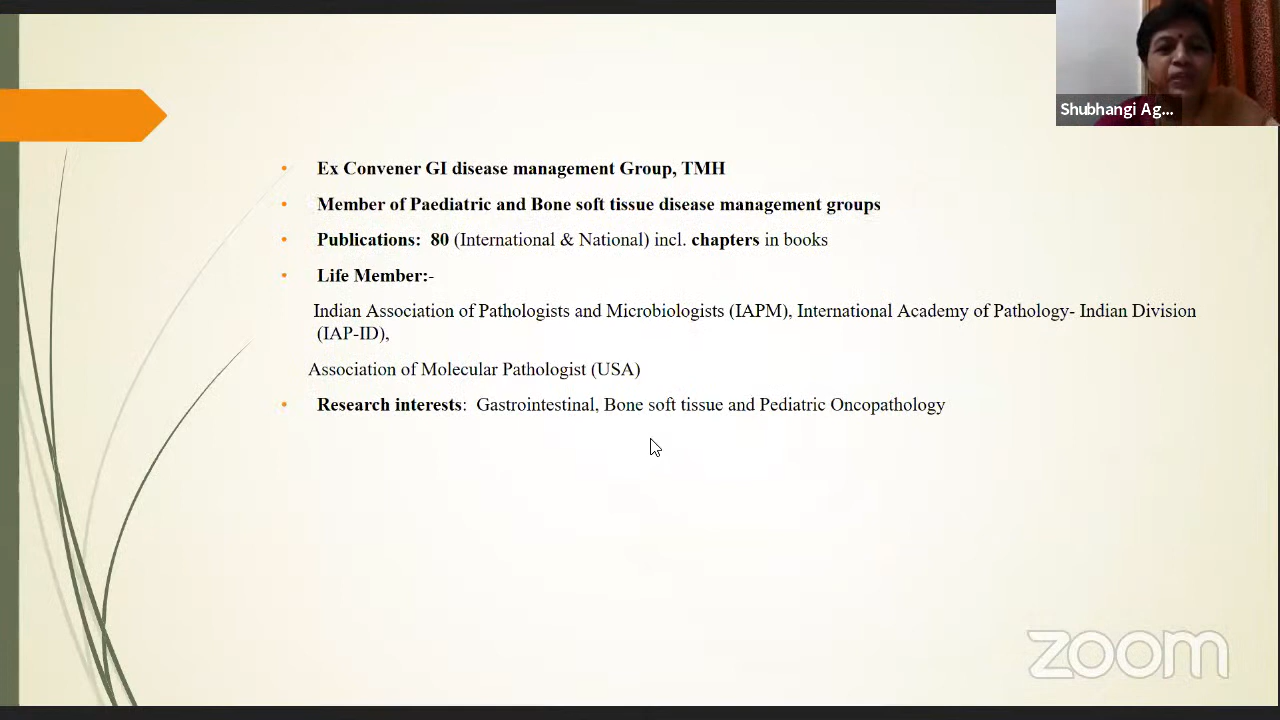 Shubhangi Ag...
• Ex Convener GI disease management Group, TMH
• Member of Paediatric and Bone soft tissue disease management groups
• Publications: 80 (International & National) incl. chapters in books
• Life Member:-
Indian Association of Pathologists and Microbiologists (IAPM), International Academy of Pathology- Indian Division
(IAP-ID),
Association of Molecular Pathologist (USA)
• Research interests: Gastrointestinal, Bone soft tissue and Pediatric Oncopathology
zoom